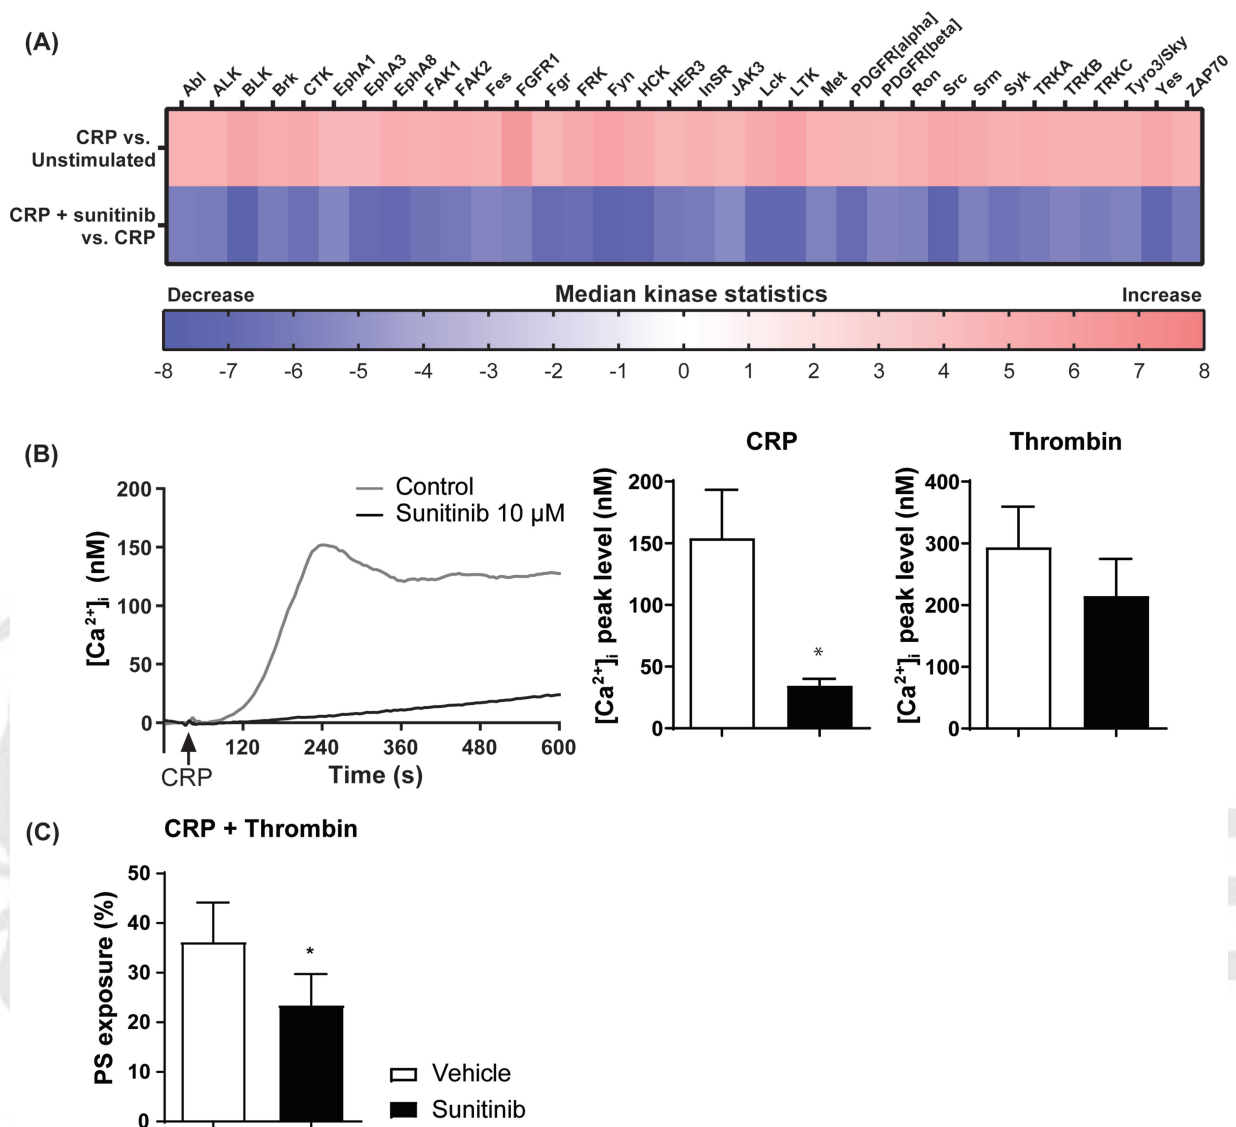 (A)
Abl ALK BLK Brk CTK EphA1 EphA3 EphA8 FAK1 FAK2 Fes FGFR1 Fgr FRK Fyn HCK HER3 InSR JAK3 Lck LTK Met PDGFR[alpha] PDGFR[beta] Ron Src Srm Syk TRKA TRKB TRKC Tyro3/Sky Yes ZAP70
CRP vs.
Unstimulated
CRP + sunitinib
vs. CRP
Decrease Median kinase statistics Increase
-8 -7 -6 -5 -4 -3 -2 -1 0 1 2 3 4 5 6 7 8
(B)
[Ca2+]i (nM)
200
150
100
50
0
Control
Sunitinib 10 µM
120 240 360 480 600
CRP
Time (s)
CRP
[Ca2+]i peak level (nM)
200
150
100
50
0
*
Thrombin
[Ca2+]i peak level (nM)
400
300
200
100
0
(C)
CRP + Thrombin
PS exposure (%)
50
40
30
20
10
0
*
Vehicle
Sunitinib